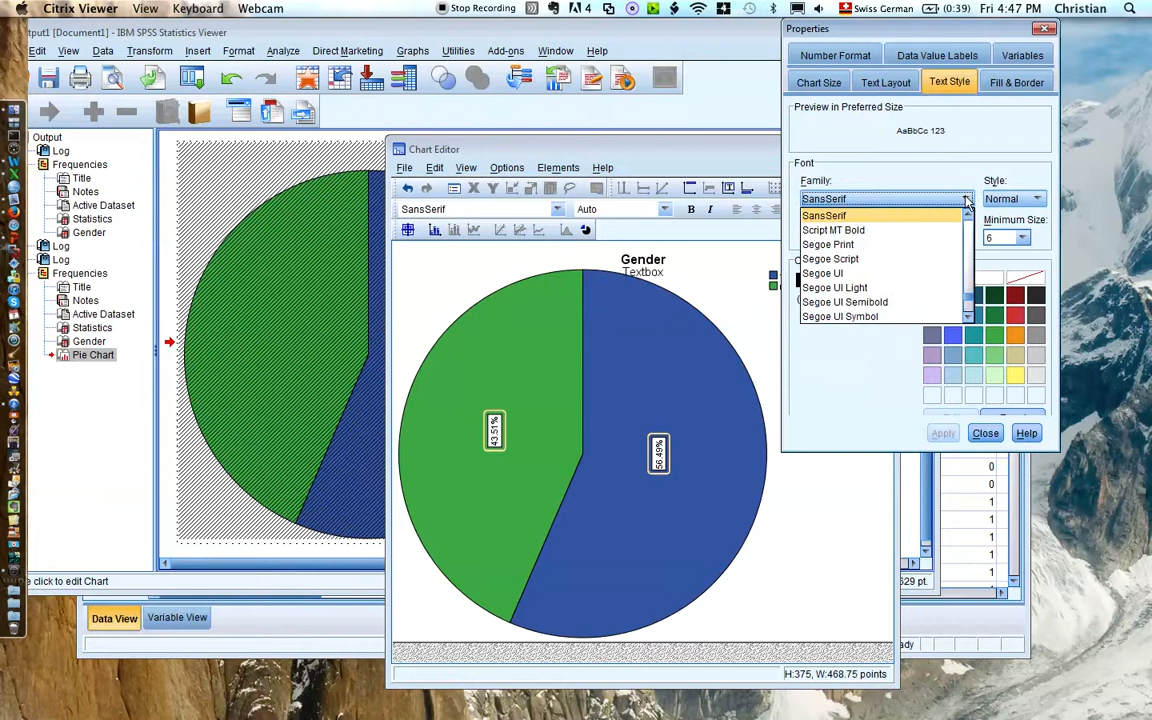 Citrix Viewer View Keyboard Webcam
Stop Recording
4
Swiss German
(0:39) Fri 4:47 PM Christian
tput1 [Document1] - IBM SPSS Statistics Viewer
Edit View Data Transform Insert Format Analyze Direct Marketing Graphs Utilities Add-ons Window Help
Output
Log
Frequencies
Title
Notes
Active Dataset
Statistics
Gender
Log
Log
Frequencies
Title
Notes
Active Dataset
Statistics
Gender
Pie Chart
Chart Editor
File Edit View Options Elements Help
SansSerif Auto B I
Gender
Textbox
43.51%
56.49%
H:375, W:468.75 points
Properties
Number Format Data Value Labels Variables
Chart Size Text Layout Text Style Fill & Border
Preview in Preferred Size
AaBbCc 123
Font
Family: Style:
SansSerif Normal
Minimum Size:
6
SansSerif
Script MT Bold
Segoe Print
Segoe Script
Segoe UI
Segoe UI Light
Segoe UI Semibold
Segoe UI Symbol
Apply Close Help
0
0
1
1
1
1
1
1
e click to edit Chart
629 pt.
Data View Variable View